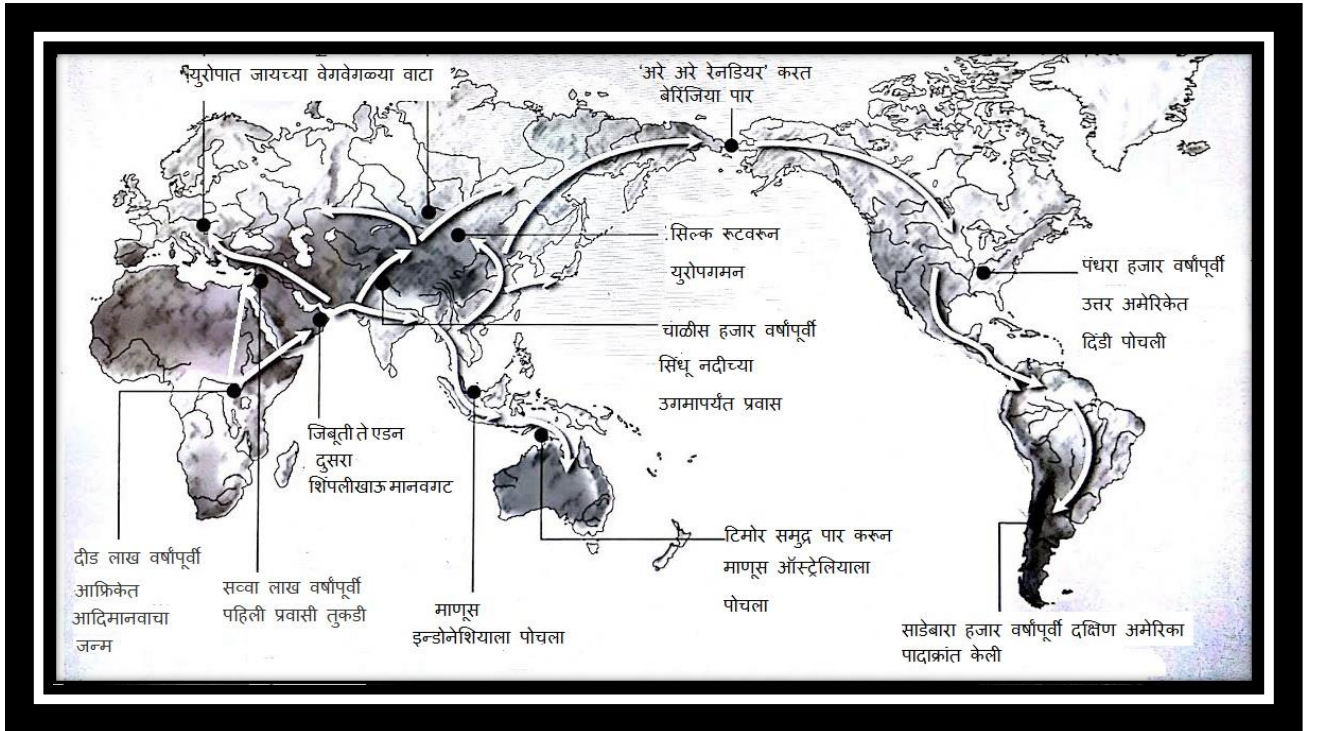 युरोपात जायच्या वेगवेगळ्या वाटा
'अरे अरे रेनडियर' करत
बेरिंजिया पार
सिल्क रूटवरून
युरोपगमन
पंधरा हजार वर्षांपूर्वी
उत्तर अमेरिकेत
दिंडी पोचली
चाळीस हजार वर्षांपूर्वी
सिंधू नदीच्या
उगमापर्यंत प्रवास
जिबूती ते एडन
दुसरा
शिंपलीखाऊ मानवगट
टिमोर समुद्र पार करून
माणूस ऑस्ट्रेलियाला
पोचला
दीड लाख वर्षांपूर्वी
आफ्रिकेत
आदिमानवाचा
जन्म
सव्वा लाख वर्षांपूर्वी
पहिली प्रवासी तुकडी
माणूस
इन्डोनेशियाला पोचला
साडेबारा हजार वर्षांपूर्वी दक्षिण अमेरिका
पादाक्रांत केली